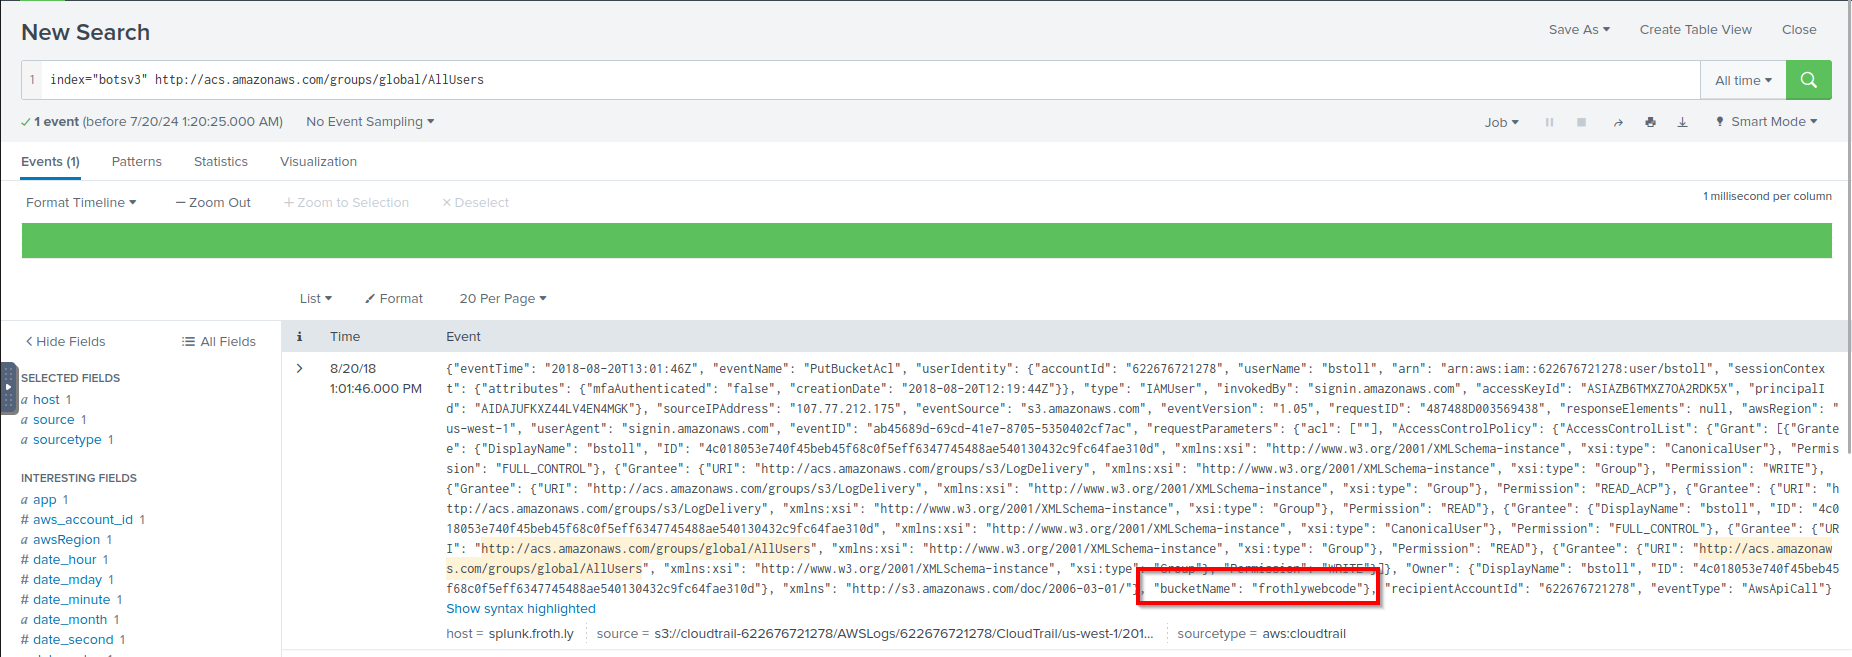 New Search
Save As
Create Table View
Close
1
index="botsv3" http://acs.amazonaws.com/groups/global/AllUsers
All time
1 event (before 7/20/24 1:20:25.000 AM)
No Event Sampling
Job
Smart Mode
Events (1)
Patterns
Statistics
Visualization
Format Timeline
Zoom Out
Zoom to Selection
Deselect
1 millisecond per column
List
Format
20 Per Page
Hide Fields
All Fields
i
Time
Event
SELECTED FIELDS
a host 1
a source 1
a sourcetype 1
INTERESTING FIELDS
a app 1
# aws_account_id 1
a awsRegion 1
# date_hour 1
# date_mday 1
# date_minute 1
a date_month 1
# date_second 1
8/20/18
1:01:46.000 PM
{"eventTime": "2018-08-20T13:01:46Z", "eventName": "PutBucketAcl", "userIdentity": {"accountId": "622676721278", "userName": "bstoll", "arn": "arn:aws:iam::622676721278:user/bstoll", "sessionContex
t": {"attributes": {"mfaAuthenticated": "false", "creationDate": "2018-08-20T12:19:44Z"}}, "type": "IAMUser", "invokedBy": "signin.amazonaws.com", "accessKeyId": "ASIAZB6TMXZ7OA2RDK5X", "principalI
d": "AIDAJUFKXZ44LV4EN4MGK"}, "sourceIPAddress": "107.77.212.175", "eventSource": "s3.amazonaws.com", "eventVersion": "1.05", "requestID": "487488D003569438", "responseElements": null, "awsRegion": "
us-west-1", "userAgent": "signin.amazonaws.com", "eventID": "ab45689d-69cd-41e7-8705-5350402cf7ac", "requestParameters": {"acl": [""], "AccessControlPolicy": {"AccessControlList": {"Grant": [{"Grante
e": {"DisplayName": "bstoll", "ID": "4c018053e740f45beb45f68c0f5eff6347745488ae540130432c9fc64fae310d", "xmlns:xsi": "http://www.w3.org/2001/XMLSchema-instance", "xsi:type": "CanonicalUser"}, "Permis
sion": "FULL_CONTROL"}, {"Grantee": {"URI": "http://acs.amazonaws.com/groups/s3/LogDelivery", "xmlns:xsi": "http://www.w3.org/2001/XMLSchema-instance", "xsi:type": "Group"}, "Permission": "WRITE"},
{"Grantee": {"URI": "http://acs.amazonaws.com/groups/s3/LogDelivery", "xmlns:xsi": "http://www.w3.org/2001/XMLSchema-instance", "xsi:type": "Group"}, "Permission": "READ_ACP"}, {"Grantee": {"URI": "h
ttp://acs.amazonaws.com/groups/s3/LogDelivery", "xmlns:xsi": "http://www.w3.org/2001/XMLSchema-instance", "xsi:type": "Group"}, "Permission": "READ"}, {"Grantee": {"DisplayName": "bstoll", "ID": "4c0
18053e740f45beb45f68c0f5eff6347745488ae540130432c9fc64fae310d", "xmlns:xsi": "http://www.w3.org/2001/XMLSchema-instance", "xsi:type": "CanonicalUser"}, "Permission": "FULL_CONTROL"}, {"Grantee": {"UR
I": "http://acs.amazonaws.com/groups/global/AllUsers", "xmlns:xsi": "http://www.w3.org/2001/XMLSchema-instance", "xsi:type": "Group"}, "Permission": "READ"}, {"Grantee": {"URI": "http://acs.amazonaw
s.com/groups/global/AllUsers", "xmlns:xsi": "http://www.w3.org/2001/XMLSchema-instance", "xsi:type": "Group"}, "Permission": "WRITE"}]}, "Owner": {"DisplayName": "bstoll", "ID": "4c018053e740f45beb45
f68c0f5eff6347745488ae540130432c9fc64fae310d"}, "xmlns": "http://s3.amazonaws.com/doc/2006-03-01/"}, "bucketName": "frothlywebcode"}, "recipientAccountId": "622676721278", "eventType": "AwsApiCall"}
Show syntax highlighted
host = splunk.froth.ly
source = s3://cloudtrail-622676721278/AWSLogs/622676721278/CloudTrail/us-west-1/201...
sourcetype = aws:cloudtrail